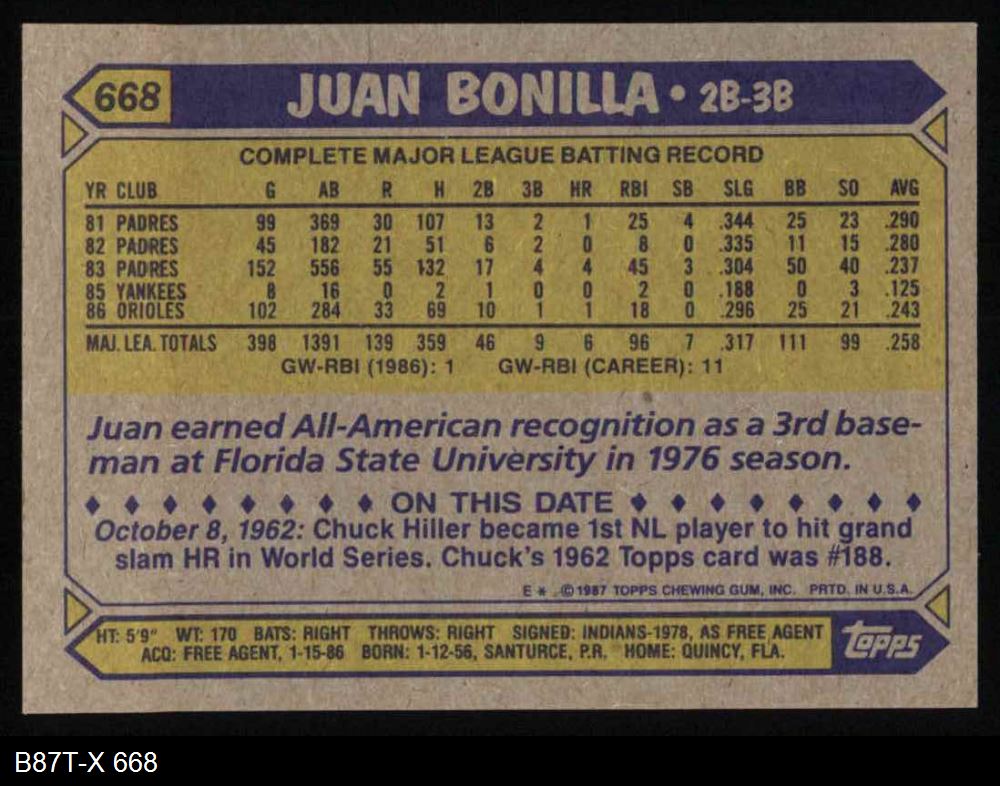 668 JUAN BONILLA • 2B-3B
COMPLETE MAJOR LEAGUE BATTING RECORD
YR CLUB G AB R H 2B 3B HR RBI SB SLG BB SO AVG
81 PADRES 99 369 30 107 13 2 1 25 4 .344 25 23 .290
82 PADRES 45 182 21 51 6 2 0 8 0 .335 11 15 .280
83 PADRES 152 556 55 132 17 4 4 45 3 .304 50 40 .237
85 YANKEES 8 16 0 2 1 0 0 2 0 .188 0 3 .125
86 ORIOLES 102 284 33 69 10 1 1 18 0 .296 25 21 .243
MAJ. LEA. TOTALS 398 1391 139 359 46 9 6 96 7 .317 111 99 .258
GW-RBI (1986): 1 GW-RBI (CAREER): 11
Juan earned All-American recognition as a 3rd base-
man at Florida State University in 1976 season.
♦ ♦ ♦ ♦ ♦ ♦ ♦ ♦ ON THIS DATE ♦ ♦ ♦ ♦ ♦ ♦ ♦ ♦
October 8, 1962: Chuck Hiller became 1st NL player to hit grand
slam HR in World Series. Chuck's 1962 Topps card was #188.
E * ©1987 TOPPS CHEWING GUM, INC. PRTD. IN U.S.A.
HT: 5'9" WT: 170 BATS: RIGHT THROWS: RIGHT SIGNED: INDIANS-1978, AS FREE AGENT
ACQ: FREE AGENT, 1-15-86 BORN: 1-12-56, SANTURCE, P.R. HOME: QUINCY, FLA.
topps
B87T-X 668